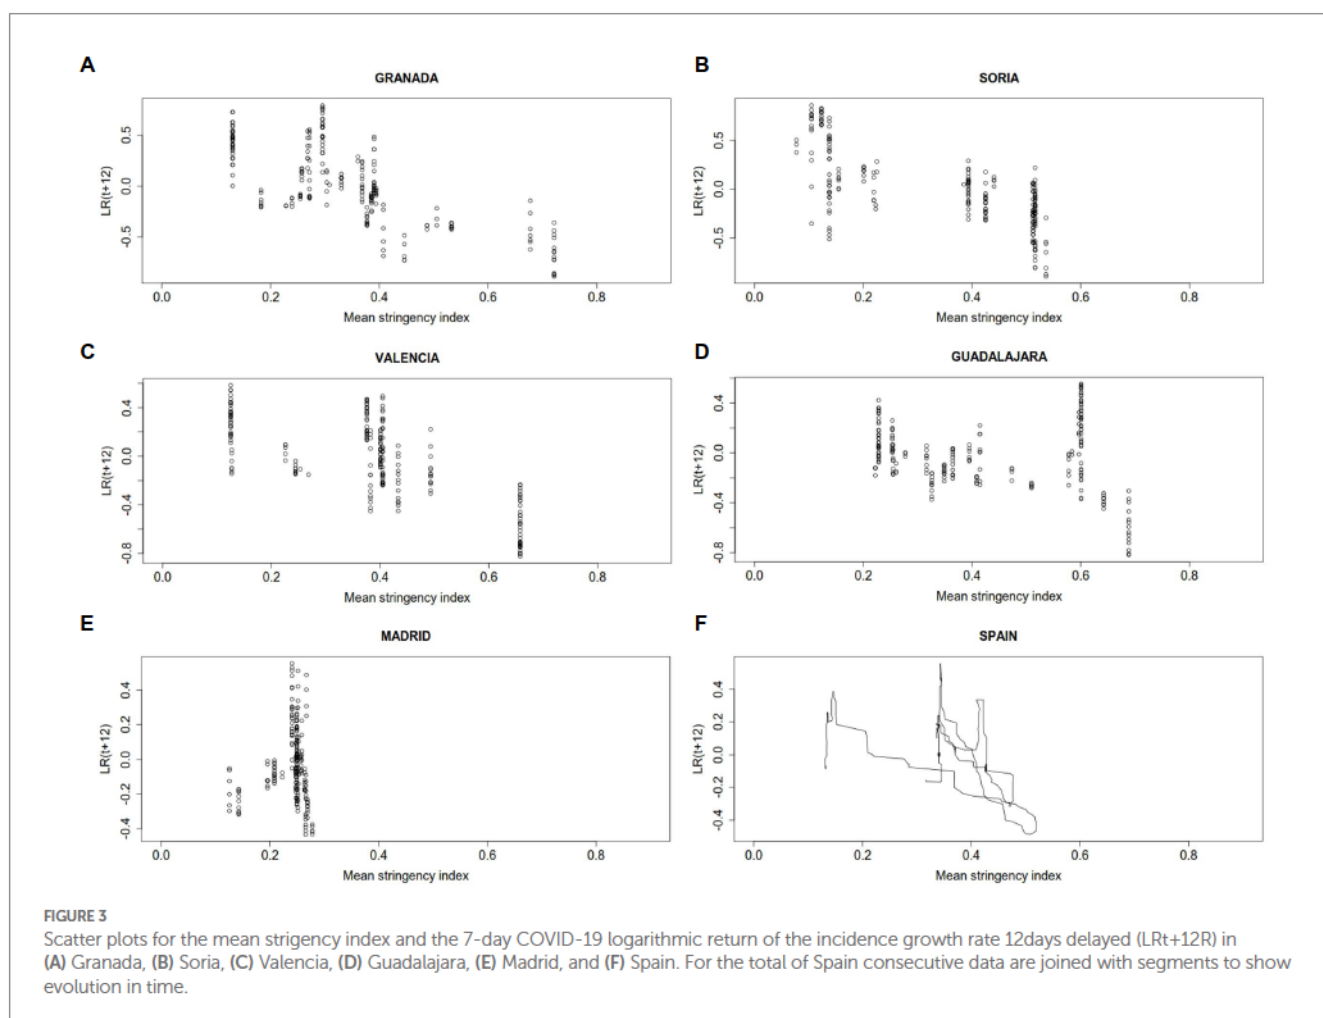 A
GRANADA
LR(t+12)
0.5
0.0
-0.5
0.0 0.2 0.4 0.6 0.8
Mean stringency index
B
SORIA
LR(t+12)
0.5
0.0
-0.5
0.0 0.2 0.4 0.6 0.8
Mean stringency index
C
VALENCIA
LR(t+12)
0.4
0.0
-0.4
-0.8
0.0 0.2 0.4 0.6 0.8
Mean stringency index
D
GUADALAJARA
LR(t+12)
0.4
0.0
-0.4
-0.8
0.0 0.2 0.4 0.6 0.8
Mean stringency index
E
MADRID
LR(t+12)
0.4
0.2
0.0
-0.2
-0.4
0.0 0.2 0.4 0.6 0.8
Mean stringency index
F
SPAIN
LR(t+12)
0.4
0.2
0.0
-0.2
-0.4
0.0 0.2 0.4 0.6 0.8
Mean stringency index
FIGURE 3
Scatter plots for the mean strigency index and the 7-day COVID-19 logarithmic return of the incidence growth rate 12days delayed (LRt+12R) in
(A) Granada, (B) Soria, (C) Valencia, (D) Guadalajara, (E) Madrid, and (F) Spain. For the total of Spain consecutive data are joined with segments to show
evolution in time.